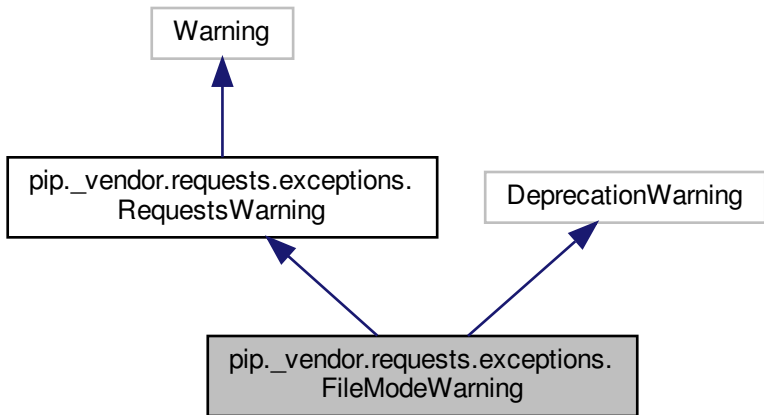 Warning
pip._vendor.requests.exceptions.
RequestsWarning
DeprecationWarning
pip._vendor.requests.exceptions.
FileModeWarning